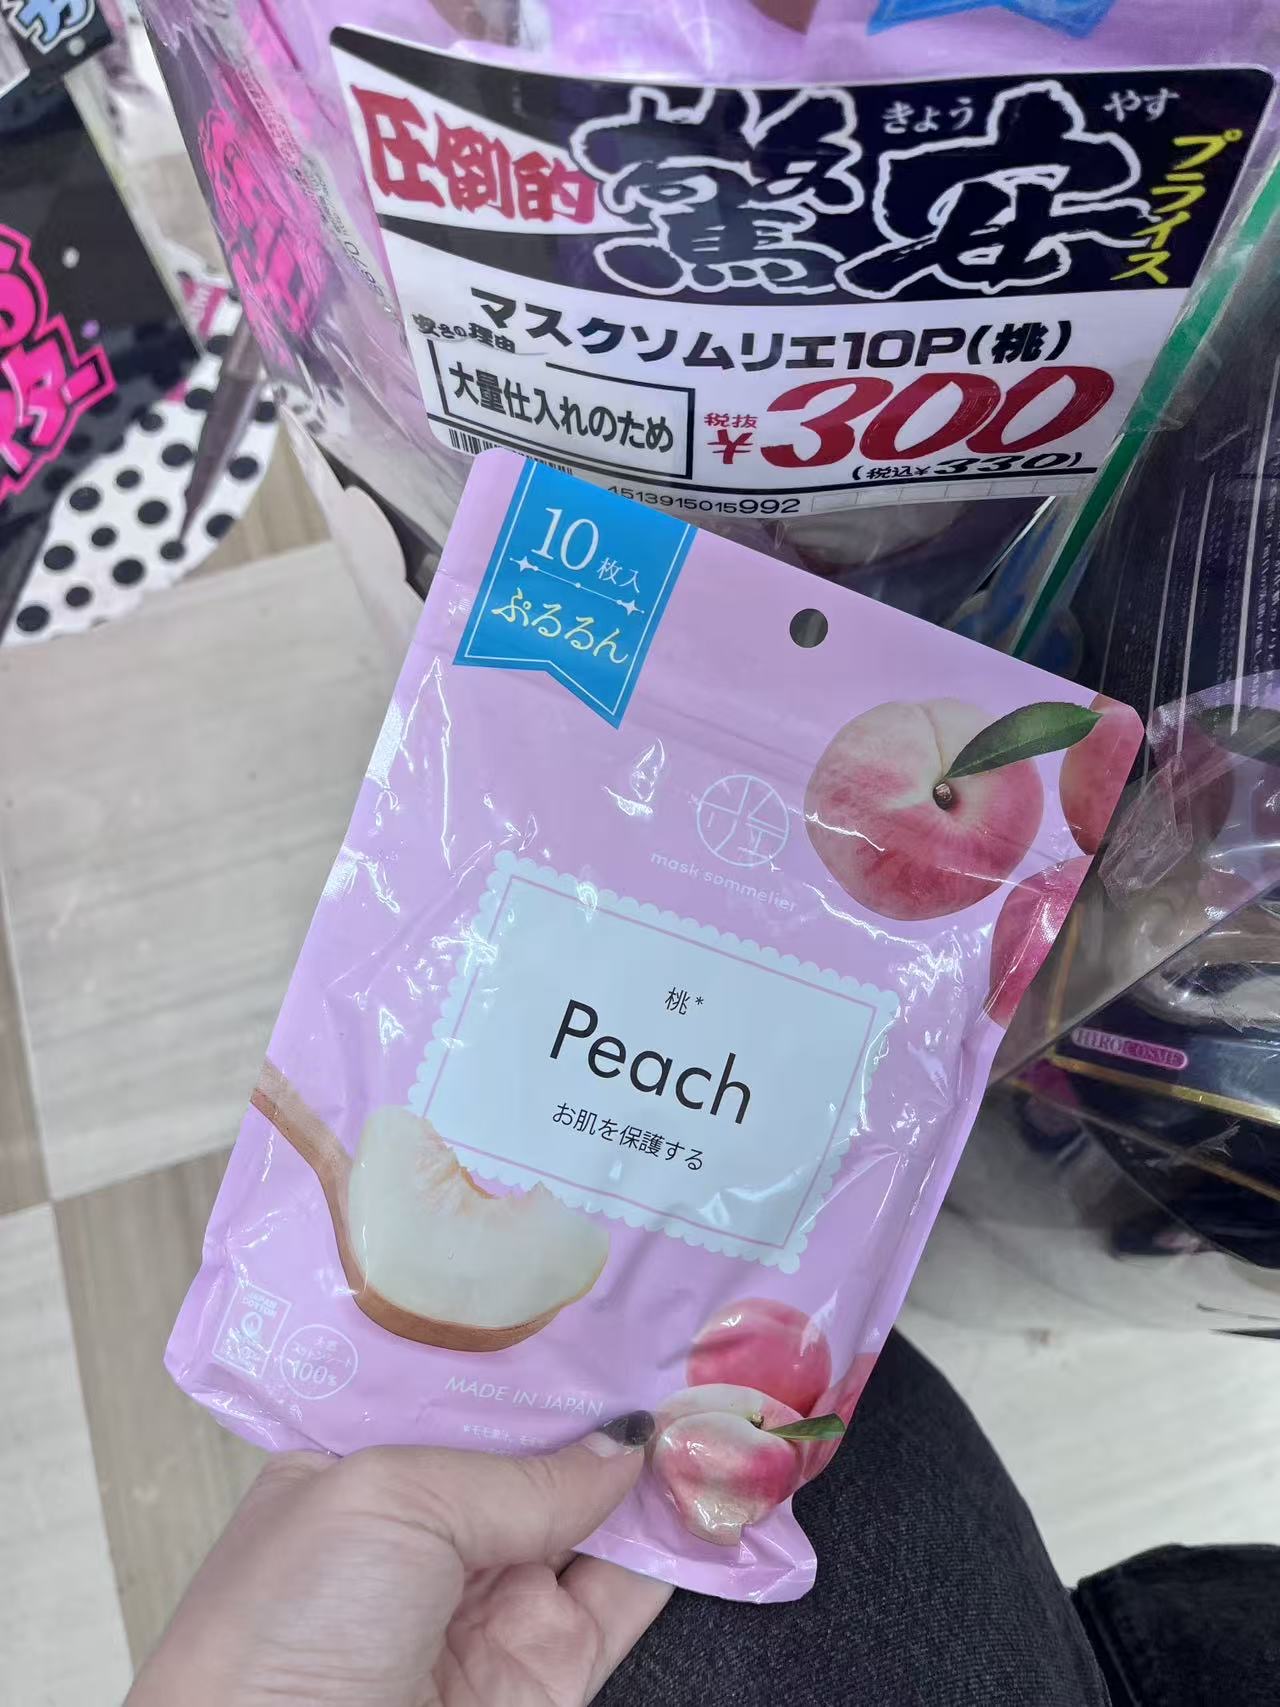 圧倒的
驚安
きょう
やす
プライス
マスクソムリエ10P(桃)
安さの理由
大量仕入れのため
税抜
¥300
(税込¥330)
4513915015992
10枚入
ぷるるん
mask sommelier
桃*
Peach
お肌を保護する
JAPAN
COTTON
100%
MADE IN JAPAN
HIROCOSME